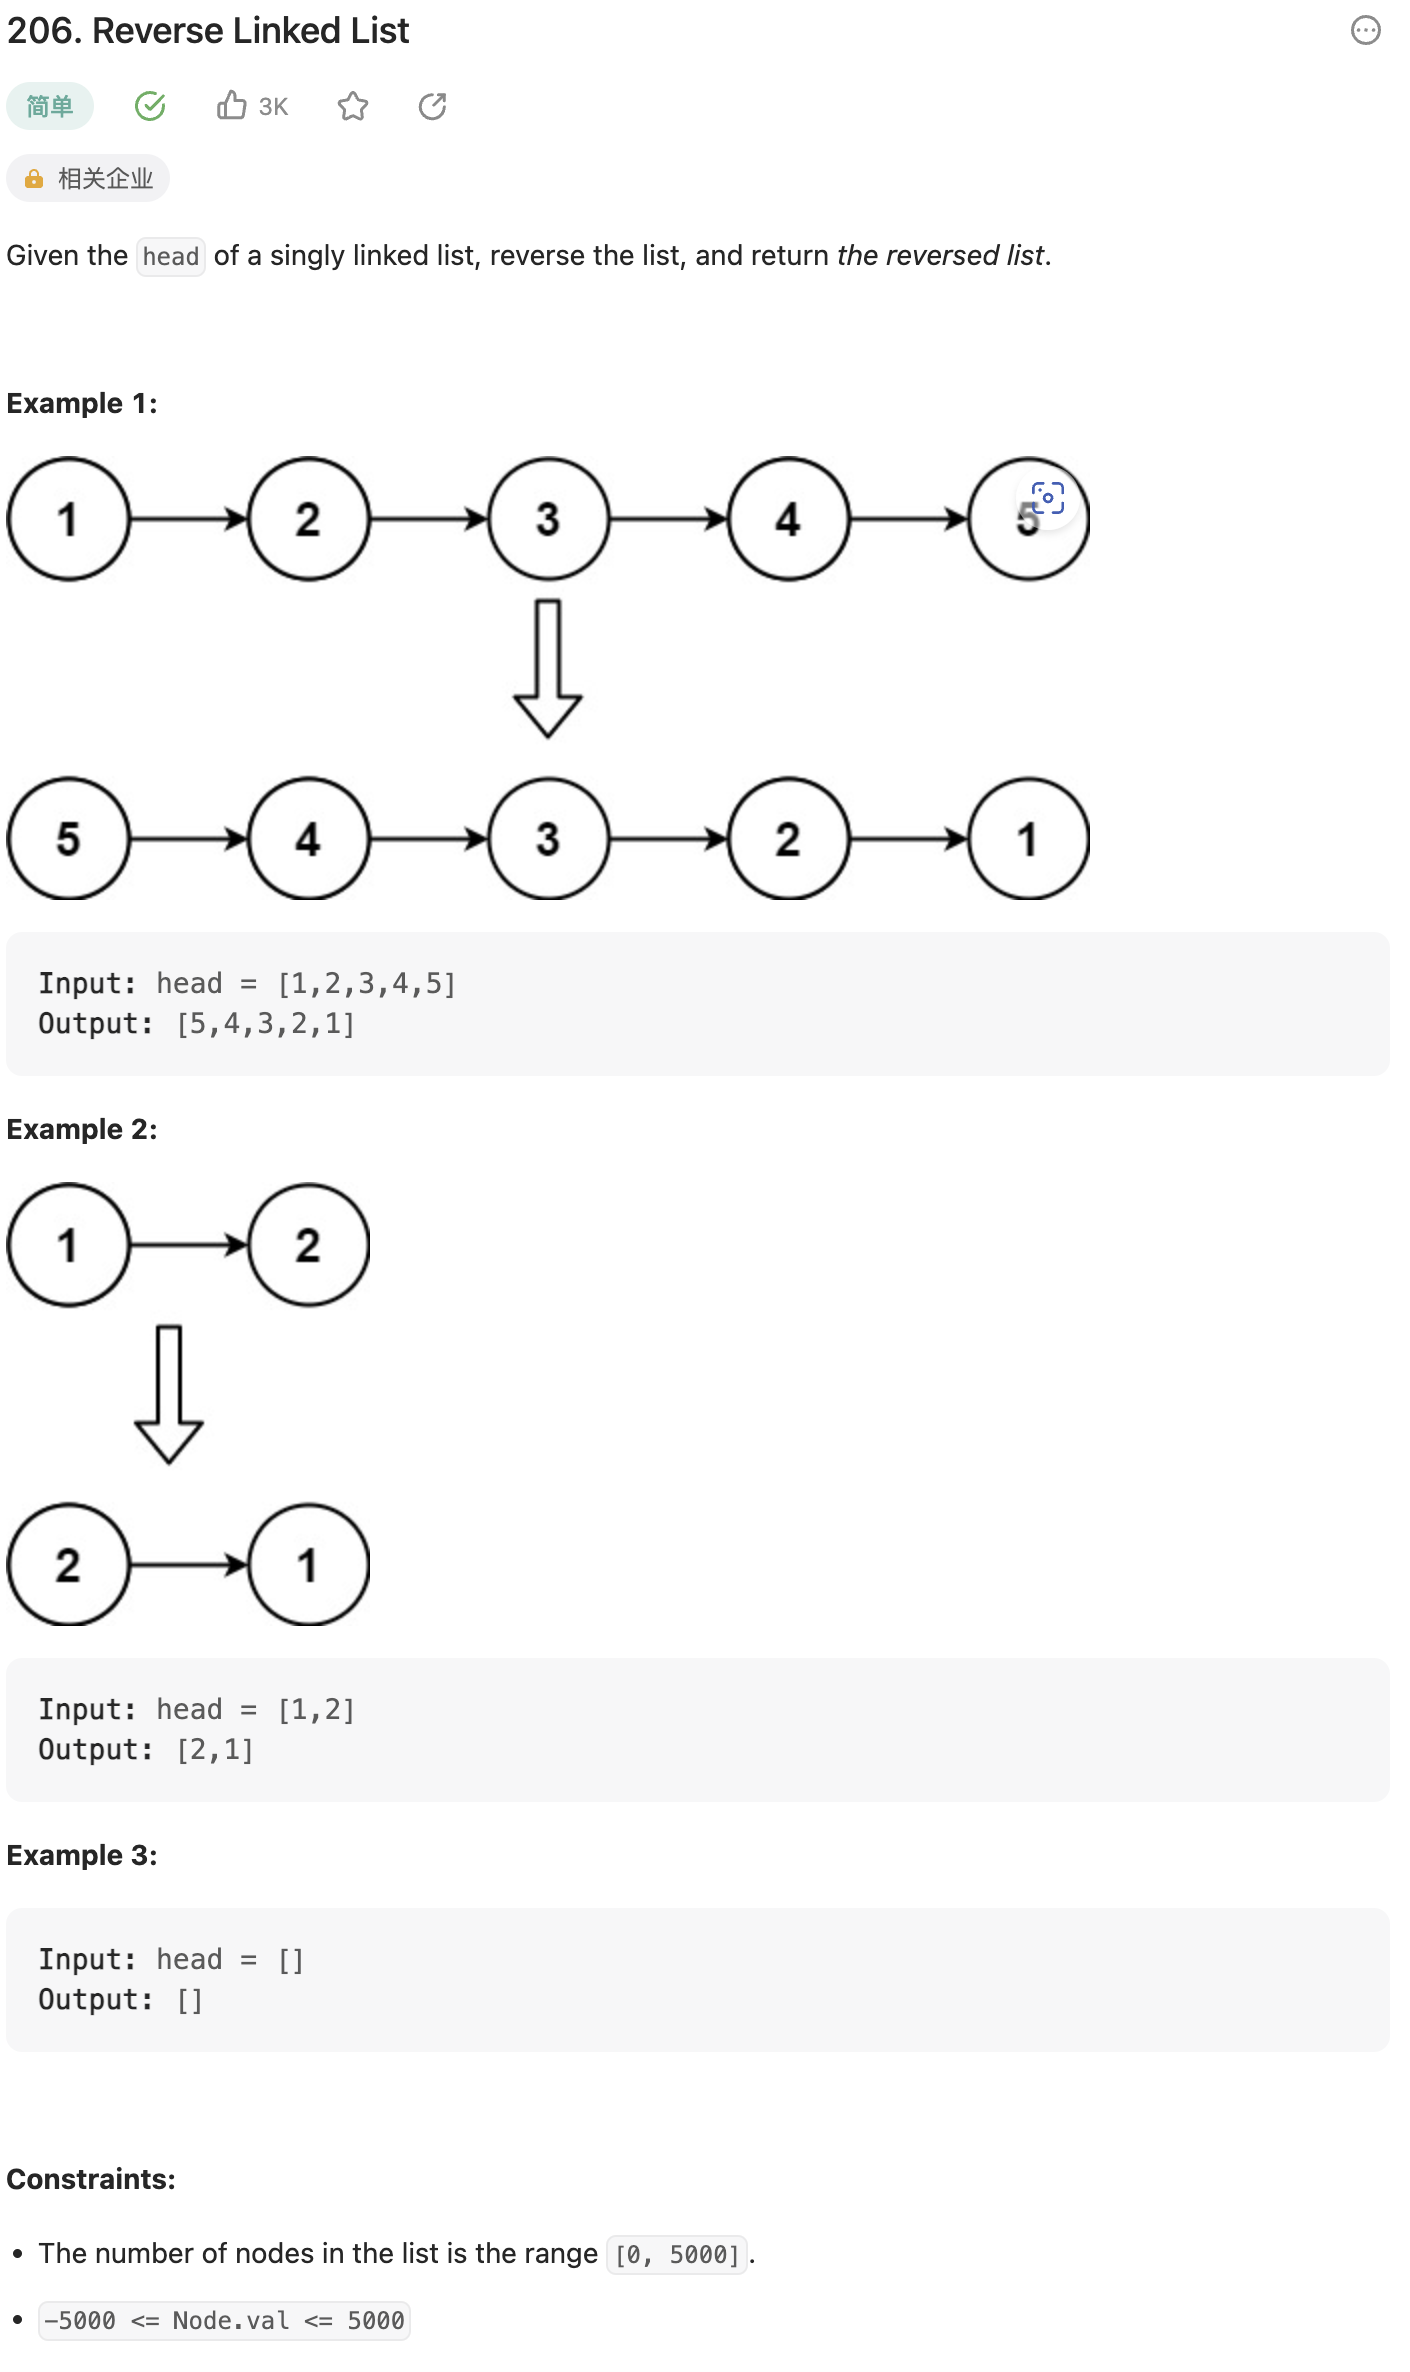 206. Reverse Linked List
简单
3K
相关企业
Given the head of a singly linked list, reverse the list, and return the reversed list.
Example 1:
1 2 3 4 5
5 4 3 2 1
Input: head = [1,2,3,4,5]
Output: [5,4,3,2,1]
Example 2:
1 2
2 1
Input: head = [1,2]
Output: [2,1]
Example 3:
Input: head = []
Output: []
Constraints:
• The number of nodes in the list is the range [0, 5000].
• -5000 <= Node.val <= 5000